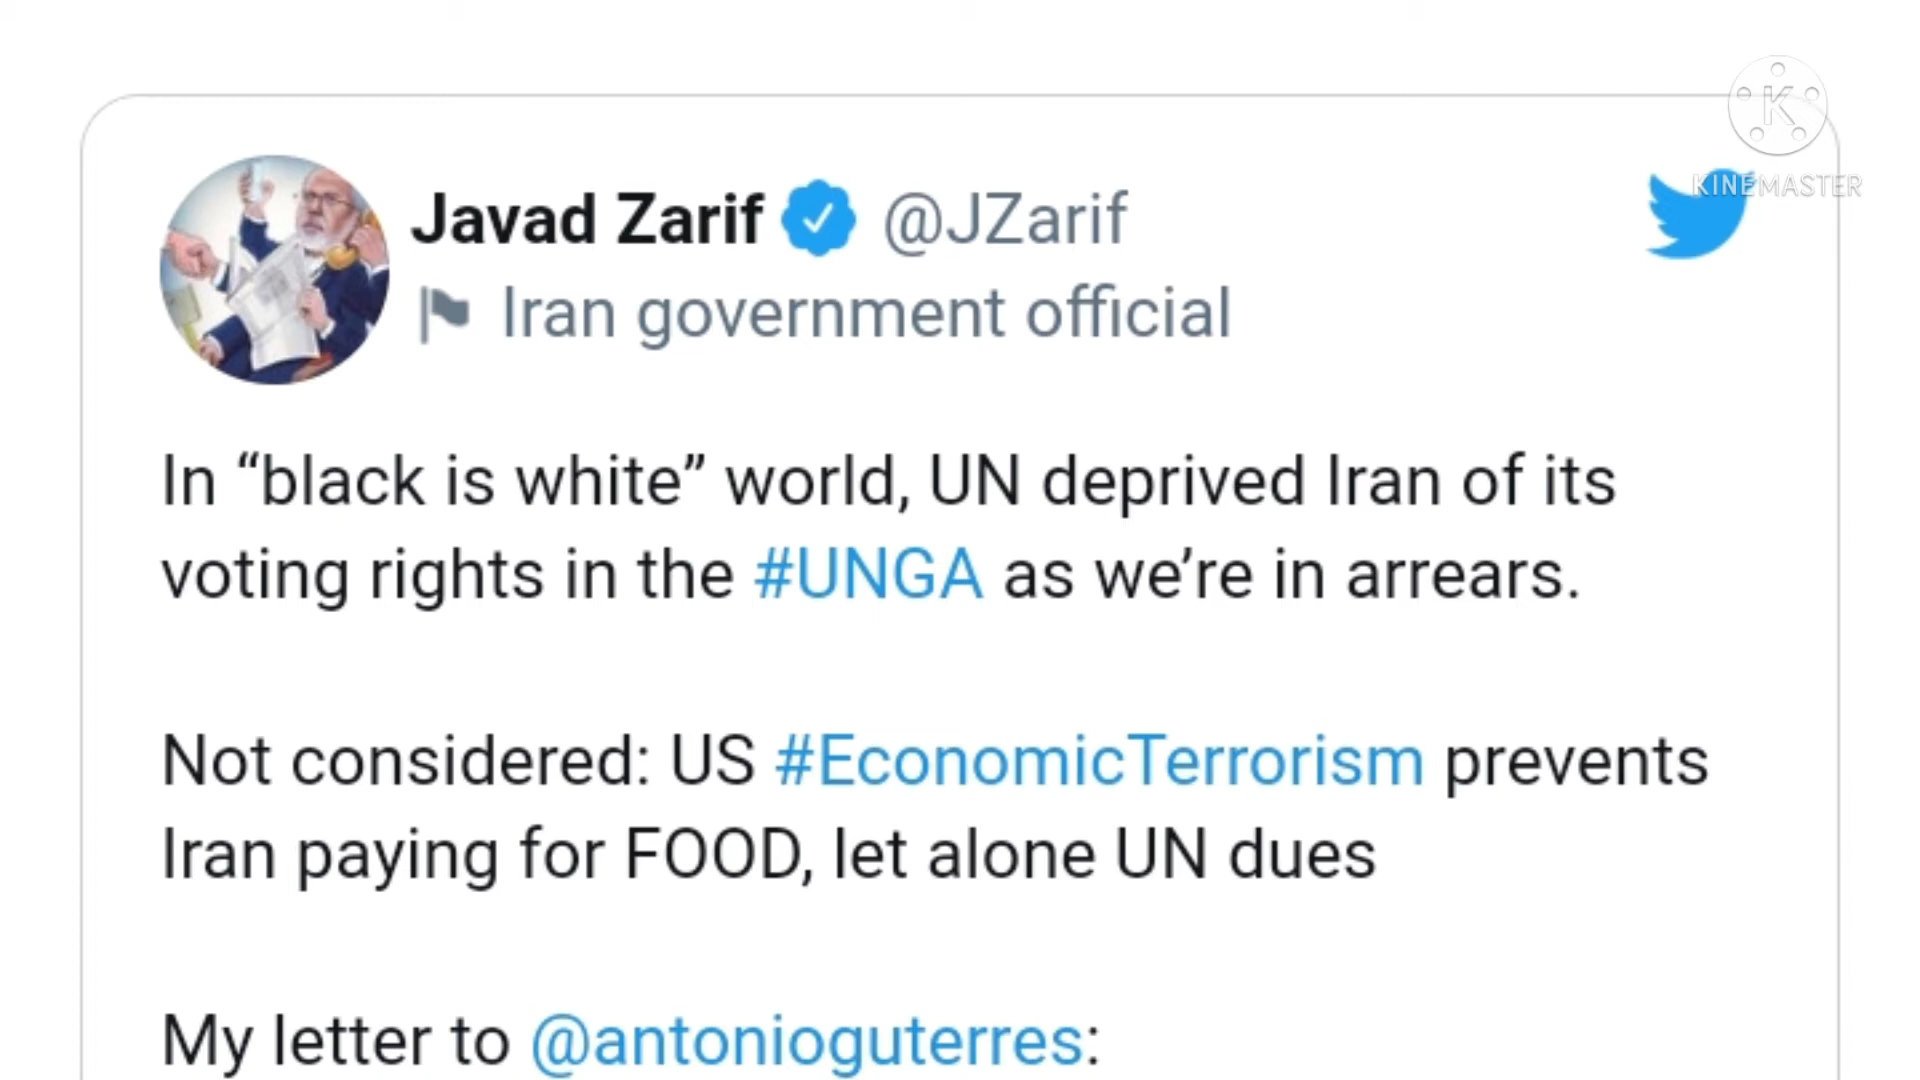 K
KINEMASTER
Javad Zarif @JZarif
Iran government official
In “black is white” world, UN deprived Iran of its
voting rights in the #UNGA as we’re in arrears.
Not considered: US #EconomicTerrorism prevents
Iran paying for FOOD, let alone UN dues
My letter to @antonioguterres: